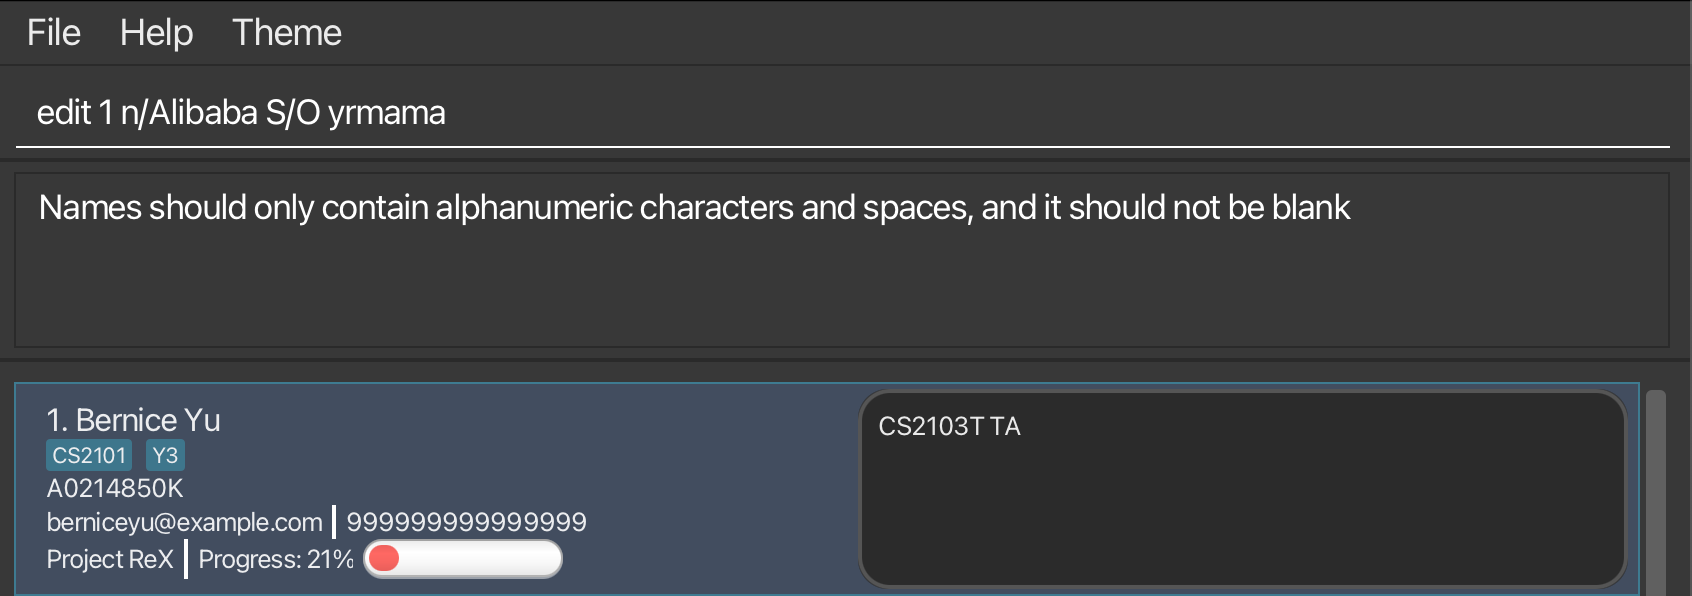 File Help Theme
edit 1 n/Alibaba S/O yrmama
Names should only contain alphanumeric characters and spaces, and it should not be blank
1. Bernice Yu
CS2101 Y3
A0214850K
berniceyu@example.com | 999999999999999
Project ReX | Progress: 21%
CS2103T TA